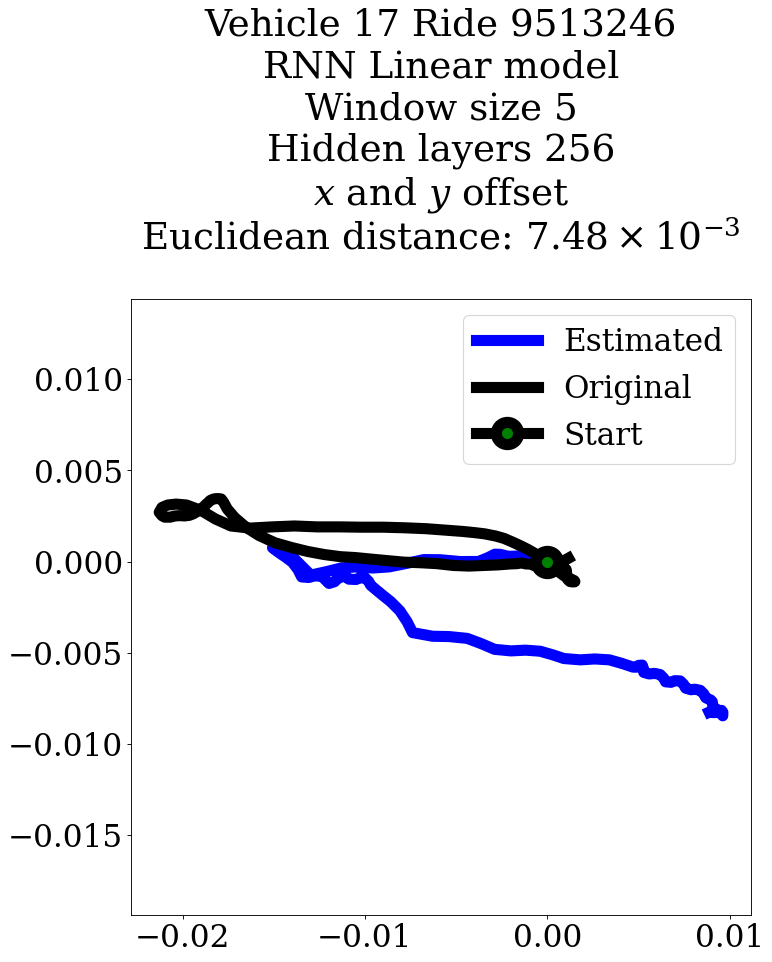 Vehicle 17 Ride 9513246
RNN Linear model
Window size 5
Hidden layers 256
x and y offset
Euclidean distance: 7.48 × 10⁻³
Estimated
Original
Start
0.010
0.005
0.000
−0.005
−0.010
−0.015
−0.02
−0.01
0.00
0.01